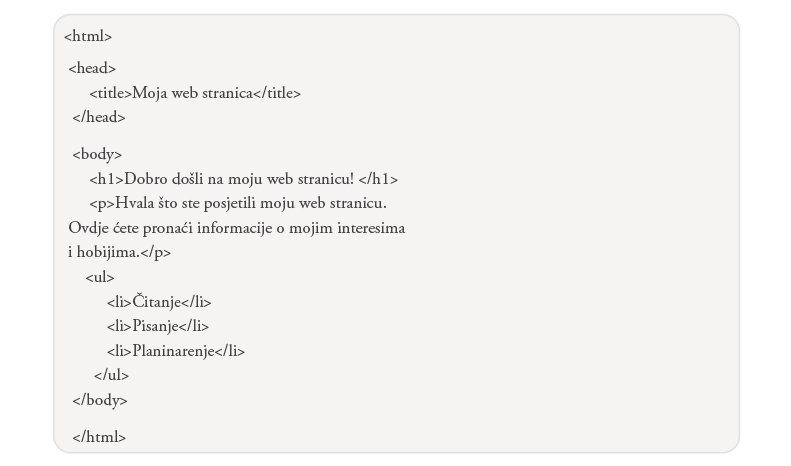 <html>
<head>
<title>Moja web stranica</title>
</head>
<body>
<h1>Dobro došli na moju web stranicu! </h1>
<p>Hvala što ste posjetili moju web stranicu.
Ovdje ćete pronaći informacije o mojim interesima
i hobijima.</p>
<ul>
<li>Čitanje</li>
<li>Pisanje</li>
<li>Planinarenje</li>
</ul>
</body>
</html>